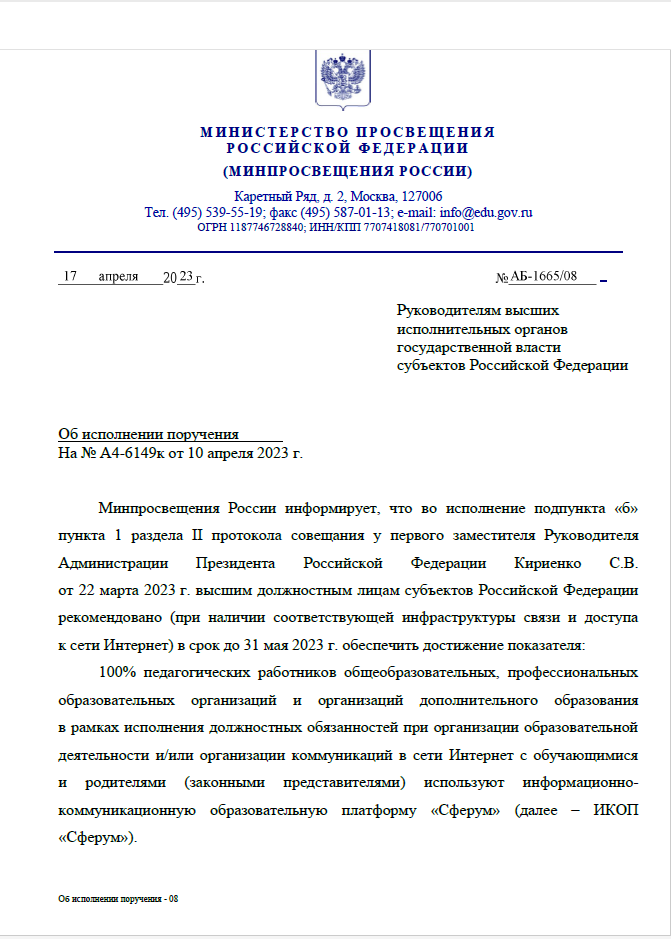 МИНИСТЕРСТВО ПРОСВЕЩЕНИЯ
РОССИЙСКОЙ ФЕДЕРАЦИИ
(МИНПРОСВЕЩЕНИЯ РОССИИ)
Каретный Ряд, д. 2, Москва, 127006
Тел. (495) 539-55-19; факс (495) 587-01-13; e-mail: info@edu.gov.ru
ОГРН 1187746728840; ИНН/КПП 7707418081/770701001
17 апреля 2023 г. № АБ-1665/08
Руководителям высших
исполнительных органов
государственной власти
субъектов Российской Федерации
Об исполнении поручения
На № А4-6149к от 10 апреля 2023 г.
Минпросвещения России информирует, что во исполнение подпункта «б»
пункта 1 раздела II протокола совещания у первого заместителя Руководителя
Администрации Президента Российской Федерации Кириенко С.В.
от 22 марта 2023 г. высшим должностным лицам субъектов Российской Федерации
рекомендовано (при наличии соответствующей инфраструктуры связи и доступа
к сети Интернет) в срок до 31 мая 2023 г. обеспечить достижение показателя:
100% педагогических работников общеобразовательных, профессиональных
образовательных организаций и организаций дополнительного образования
в рамках исполнения должностных обязанностей при организации образовательной
деятельности и/или организации коммуникаций в сети Интернет с обучающимися
и родителями (законными представителями) используют информационно-
коммуникационную образовательную платформу «Сферум» (далее – ИКОП
«Сферум»).
Об исполнении поручения - 08